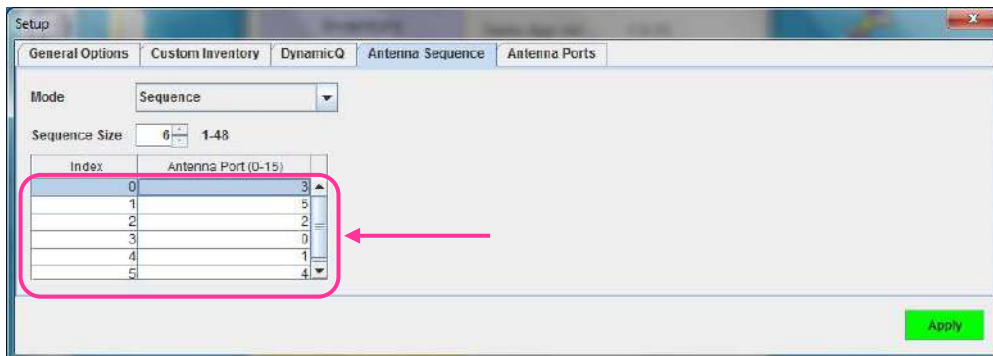 Setup
General Options Custom Inventory DynamicQ Antenna Sequence Antenna Ports
Mode Sequence
Sequence Size 6 1-48
Index Antenna Port (0-15)
0 3
1 5
2 2
3 0
4 1
5 4
Apply